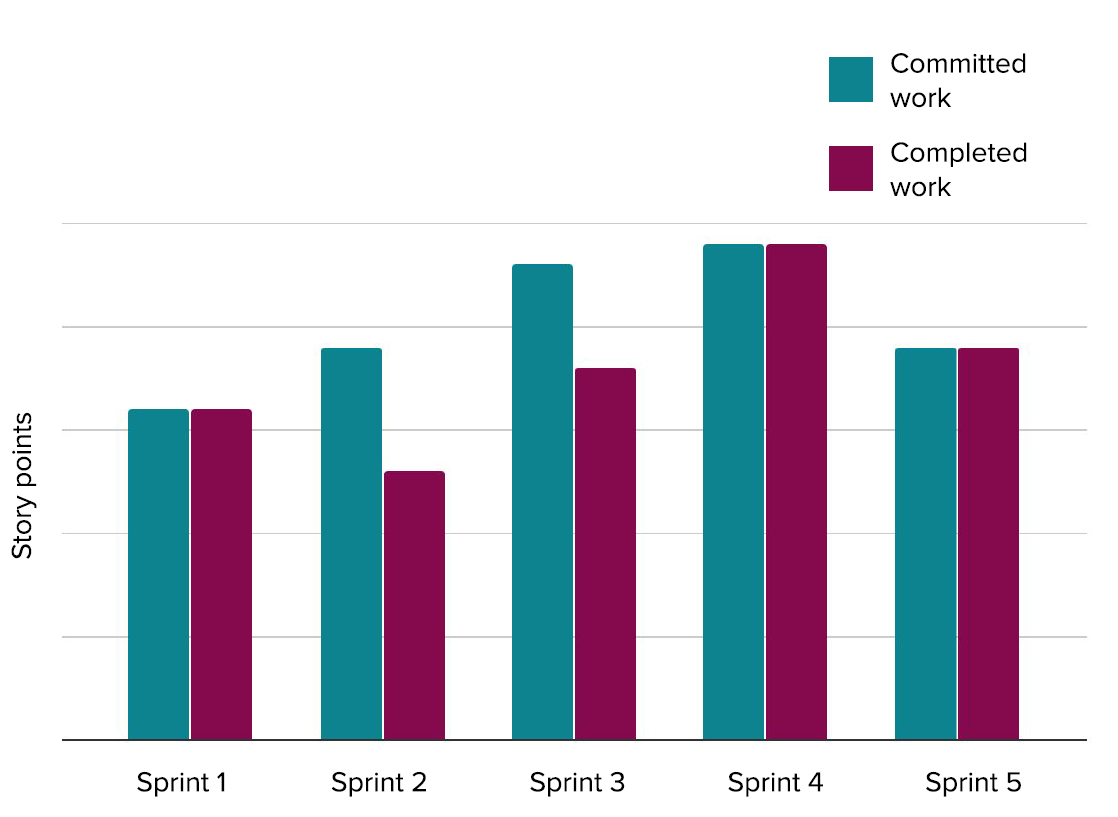 Committed
work
Completed
work
Story points
Sprint 1
Sprint 2
Sprint 3
Sprint 4
Sprint 5